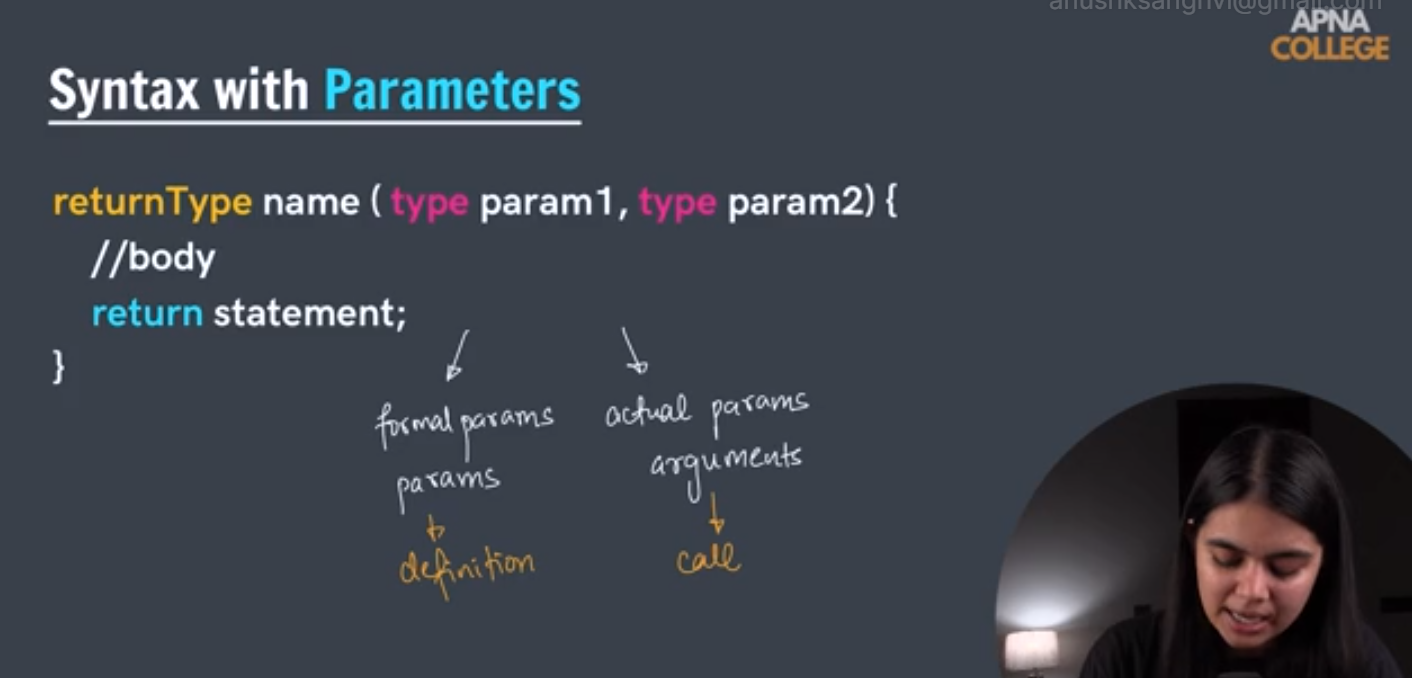 anushksanghvi@gmail.com
APNA
COLLEGE
Syntax with Parameters
returnType name ( type param1, type param2) {
//body
return statement;
}
formal params
params
definition
actual params
arguments
call